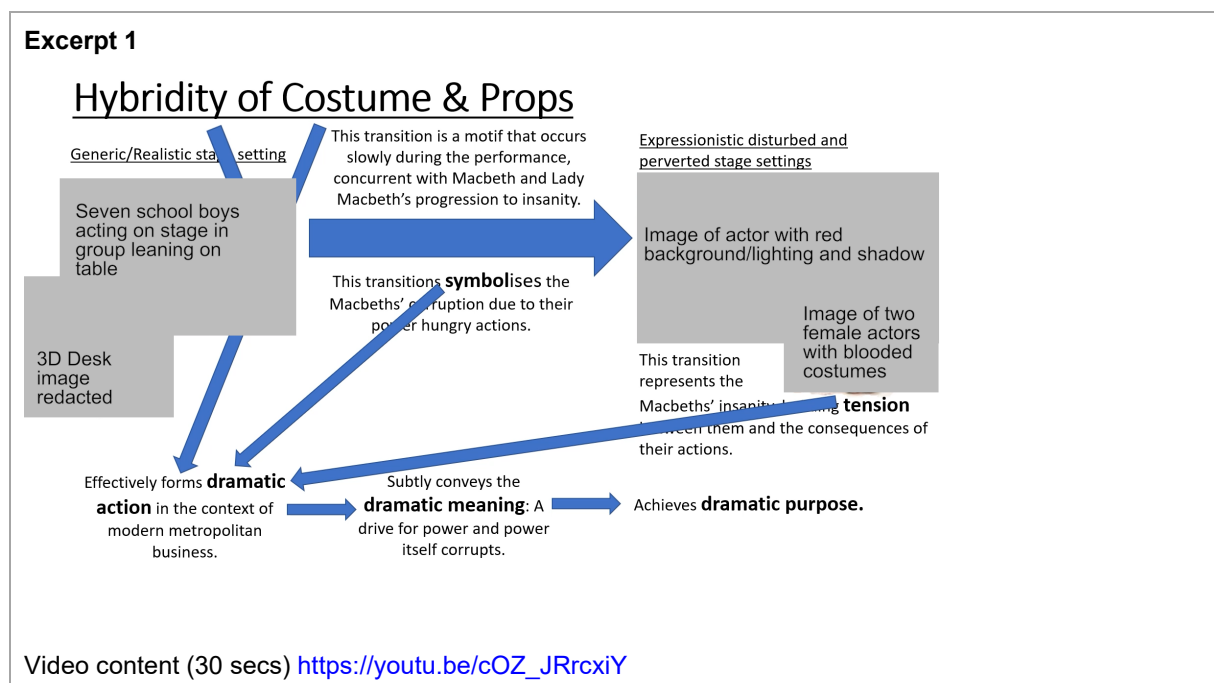 Excerpt 1
Hybridity of Costume & Props
Generic/Realistic stage setting
This transition is a motif that occurs
slowly during the performance,
concurrent with Macbeth and Lady
Macbeth's progression to insanity.
Expressionistic disturbed and
perverted stage settings
Seven school boys
acting on stage in
group leaning on
table
Image of actor with red
background/lighting and shadow
This transitions symbolises the
Macbeths' corruption due to their
power hungry actions.
Image of two
female actors
with blooded
costumes
3D Desk
image
redacted
This transition
represents the
Macbeths' insanity tension
between them and the consequences of
their actions.
Effectively forms dramatic
action in the context of
modern metropolitan
business.
Subtly conveys the
dramatic meaning: A
drive for power and power
itself corrupts.
Achieves dramatic purpose.
Video content (30 secs) https://youtu.be/cOZ_JRrcxiY